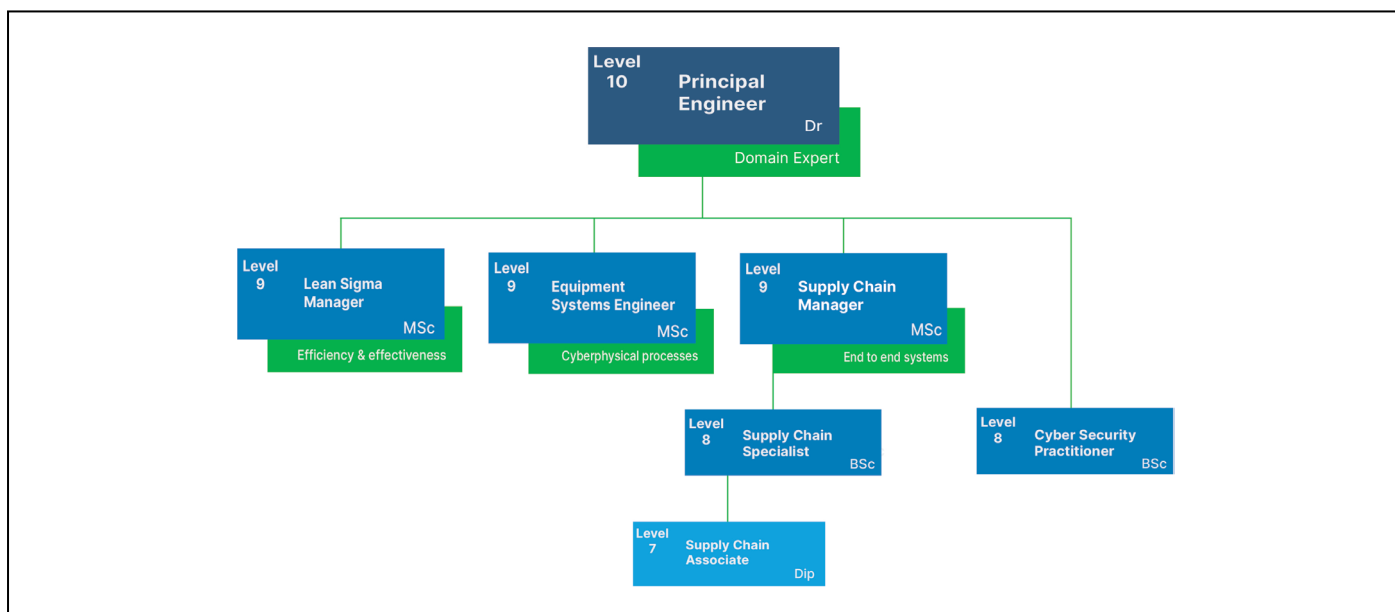 Level
10
Principal
Engineer
Dr
Domain Expert
Level
9
Lean Sigma
Manager
MSc
Efficiency & effectiveness
Level
9
Equipment
Systems Engineer
MSc
Cyberphysical processes
Level
9
Supply Chain
Manager
MSc
End to end systems
Level
8
Supply Chain
Specialist
BSc
Level
8
Cyber Security
Practitioner
BSc
Level
7
Supply Chain
Associate
Dip